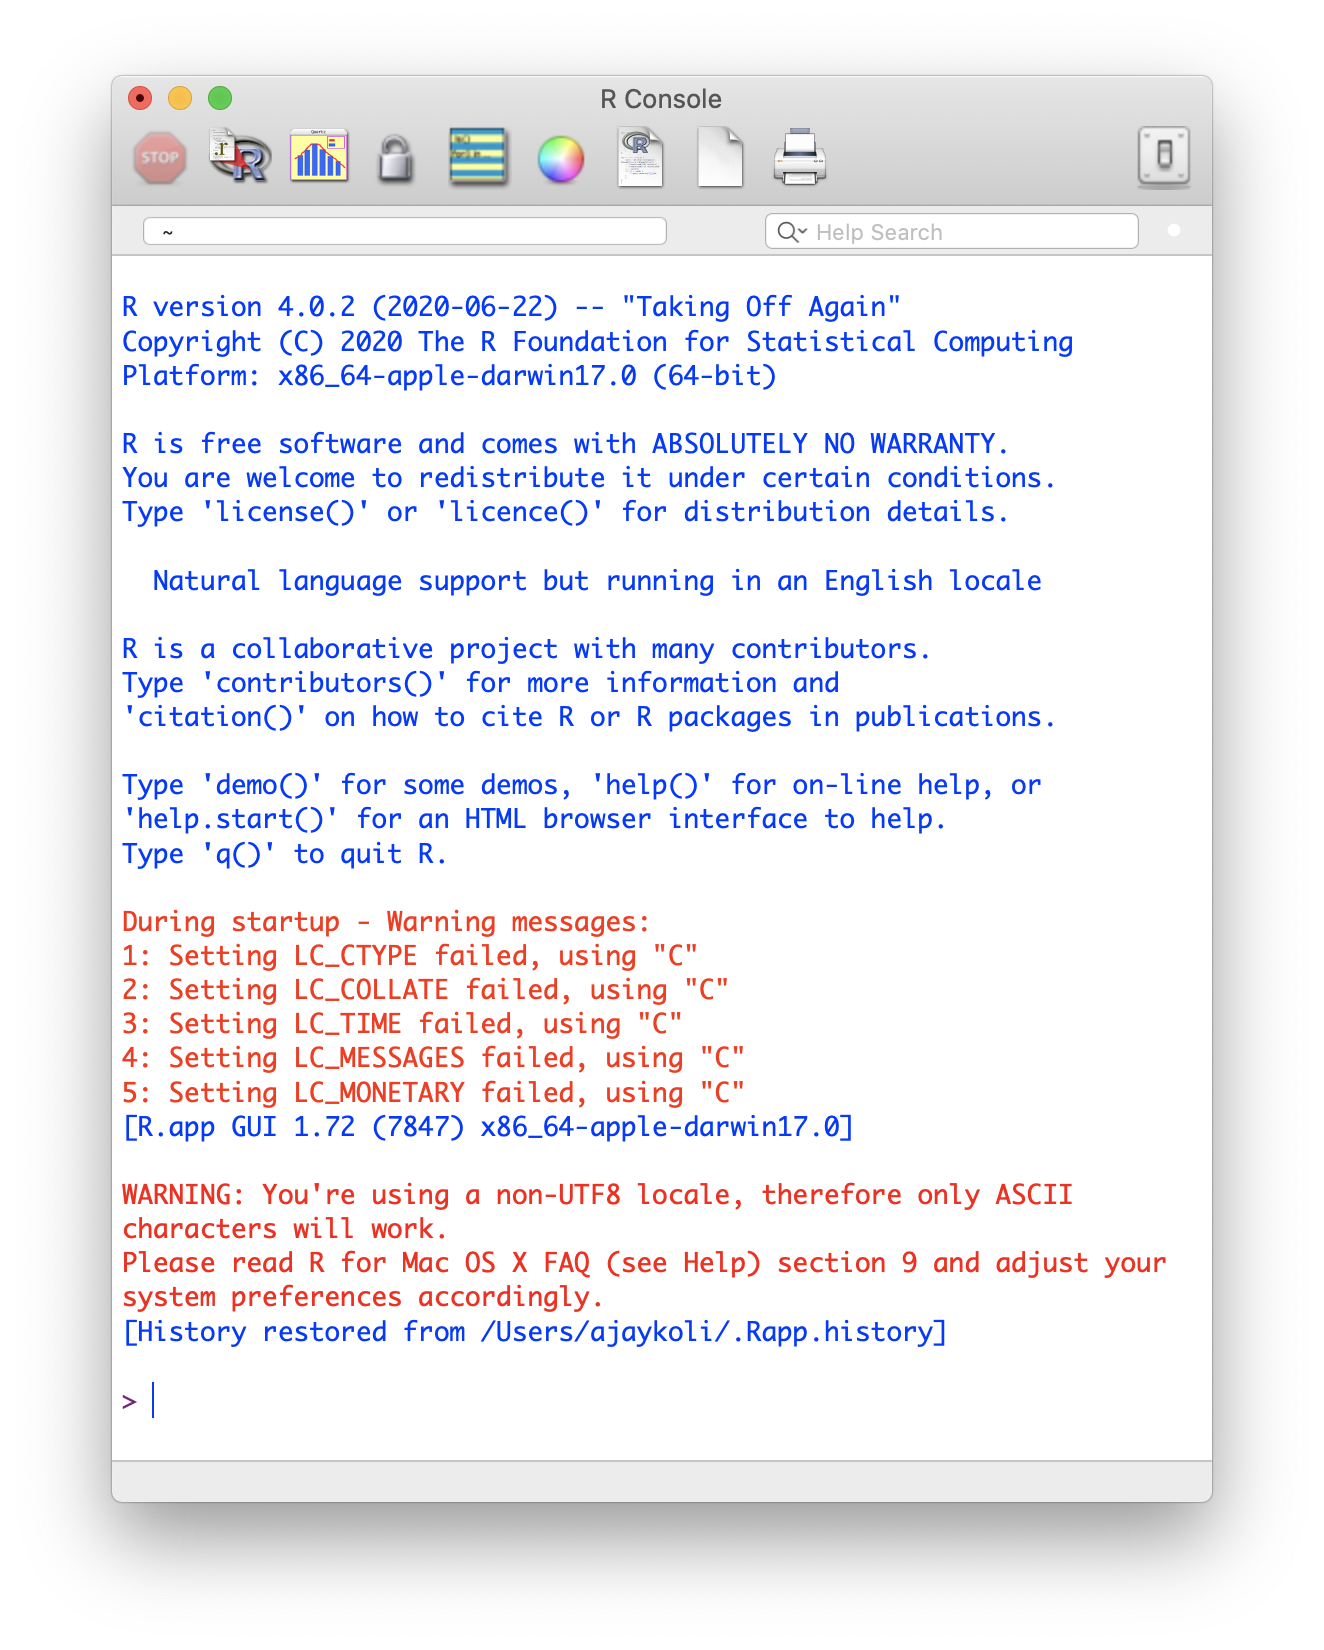 R Console
STOP
~
Help Search
R version 4.0.2 (2020-06-22) -- "Taking Off Again"
Copyright (C) 2020 The R Foundation for Statistical Computing
Platform: x86_64-apple-darwin17.0 (64-bit)
R is free software and comes with ABSOLUTELY NO WARRANTY.
You are welcome to redistribute it under certain conditions.
Type 'license()' or 'licence()' for distribution details.
Natural language support but running in an English locale
R is a collaborative project with many contributors.
Type 'contributors()' for more information and
'citation()' on how to cite R or R packages in publications.
Type 'demo()' for some demos, 'help()' for on-line help, or
'help.start()' for an HTML browser interface to help.
Type 'q()' to quit R.
During startup - Warning messages:
1: Setting LC_CTYPE failed, using "C"
2: Setting LC_COLLATE failed, using "C"
3: Setting LC_TIME failed, using "C"
4: Setting LC_MESSAGES failed, using "C"
5: Setting LC_MONETARY failed, using "C"
[R.app GUI 1.72 (7847) x86_64-apple-darwin17.0]
WARNING: You're using a non-UTF8 locale, therefore only ASCII
characters will work.
Please read R for Mac OS X FAQ (see Help) section 9 and adjust your
system preferences accordingly.
[History restored from /Users/ajaykoli/.Rapp.history]
>